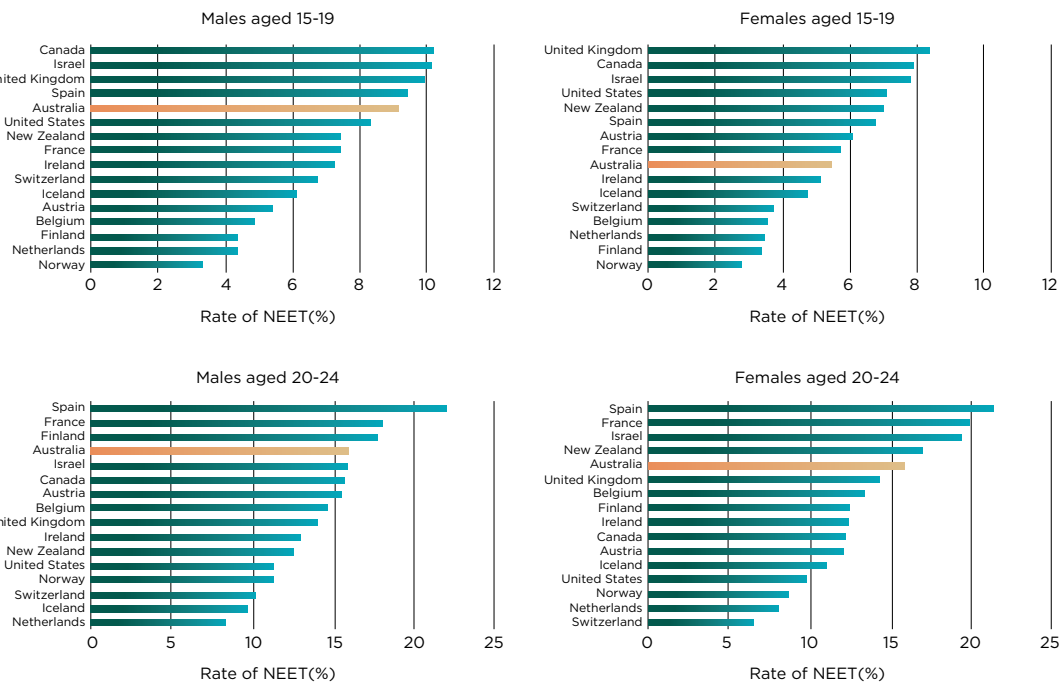 Males aged 15-19
Canada
Israel
nited Kingdom
Spain
Australia
United States
New Zealand
France
Ireland
Switzerland
Iceland
Austria
Belgium
Finland
Netherlands
Norway
0 2 4 6 8 10 12
Rate of NEET(%)
Females aged 15-19
United Kingdom
Canada
Israel
United States
New Zealand
Spain
Austria
France
Australia
Ireland
Iceland
Switzerland
Belgium
Netherlands
Finland
Norway
0 2 4 6 8 10 12
Rate of NEET(%)
Males aged 20-24
Spain
France
Finland
Australia
Israel
Canada
Austria
Belgium
nited Kingdom
Ireland
New Zealand
United States
Norway
Switzerland
Iceland
Netherlands
0 5 10 15 20 25
Rate of NEET(%)
Females aged 20-24
Spain
France
Israel
New Zealand
Australia
United Kingdom
Belgium
Finland
Ireland
Canada
Austria
Iceland
United States
Norway
Netherlands
Switzerland
0 5 10 15 20 25
Rate of NEET(%)